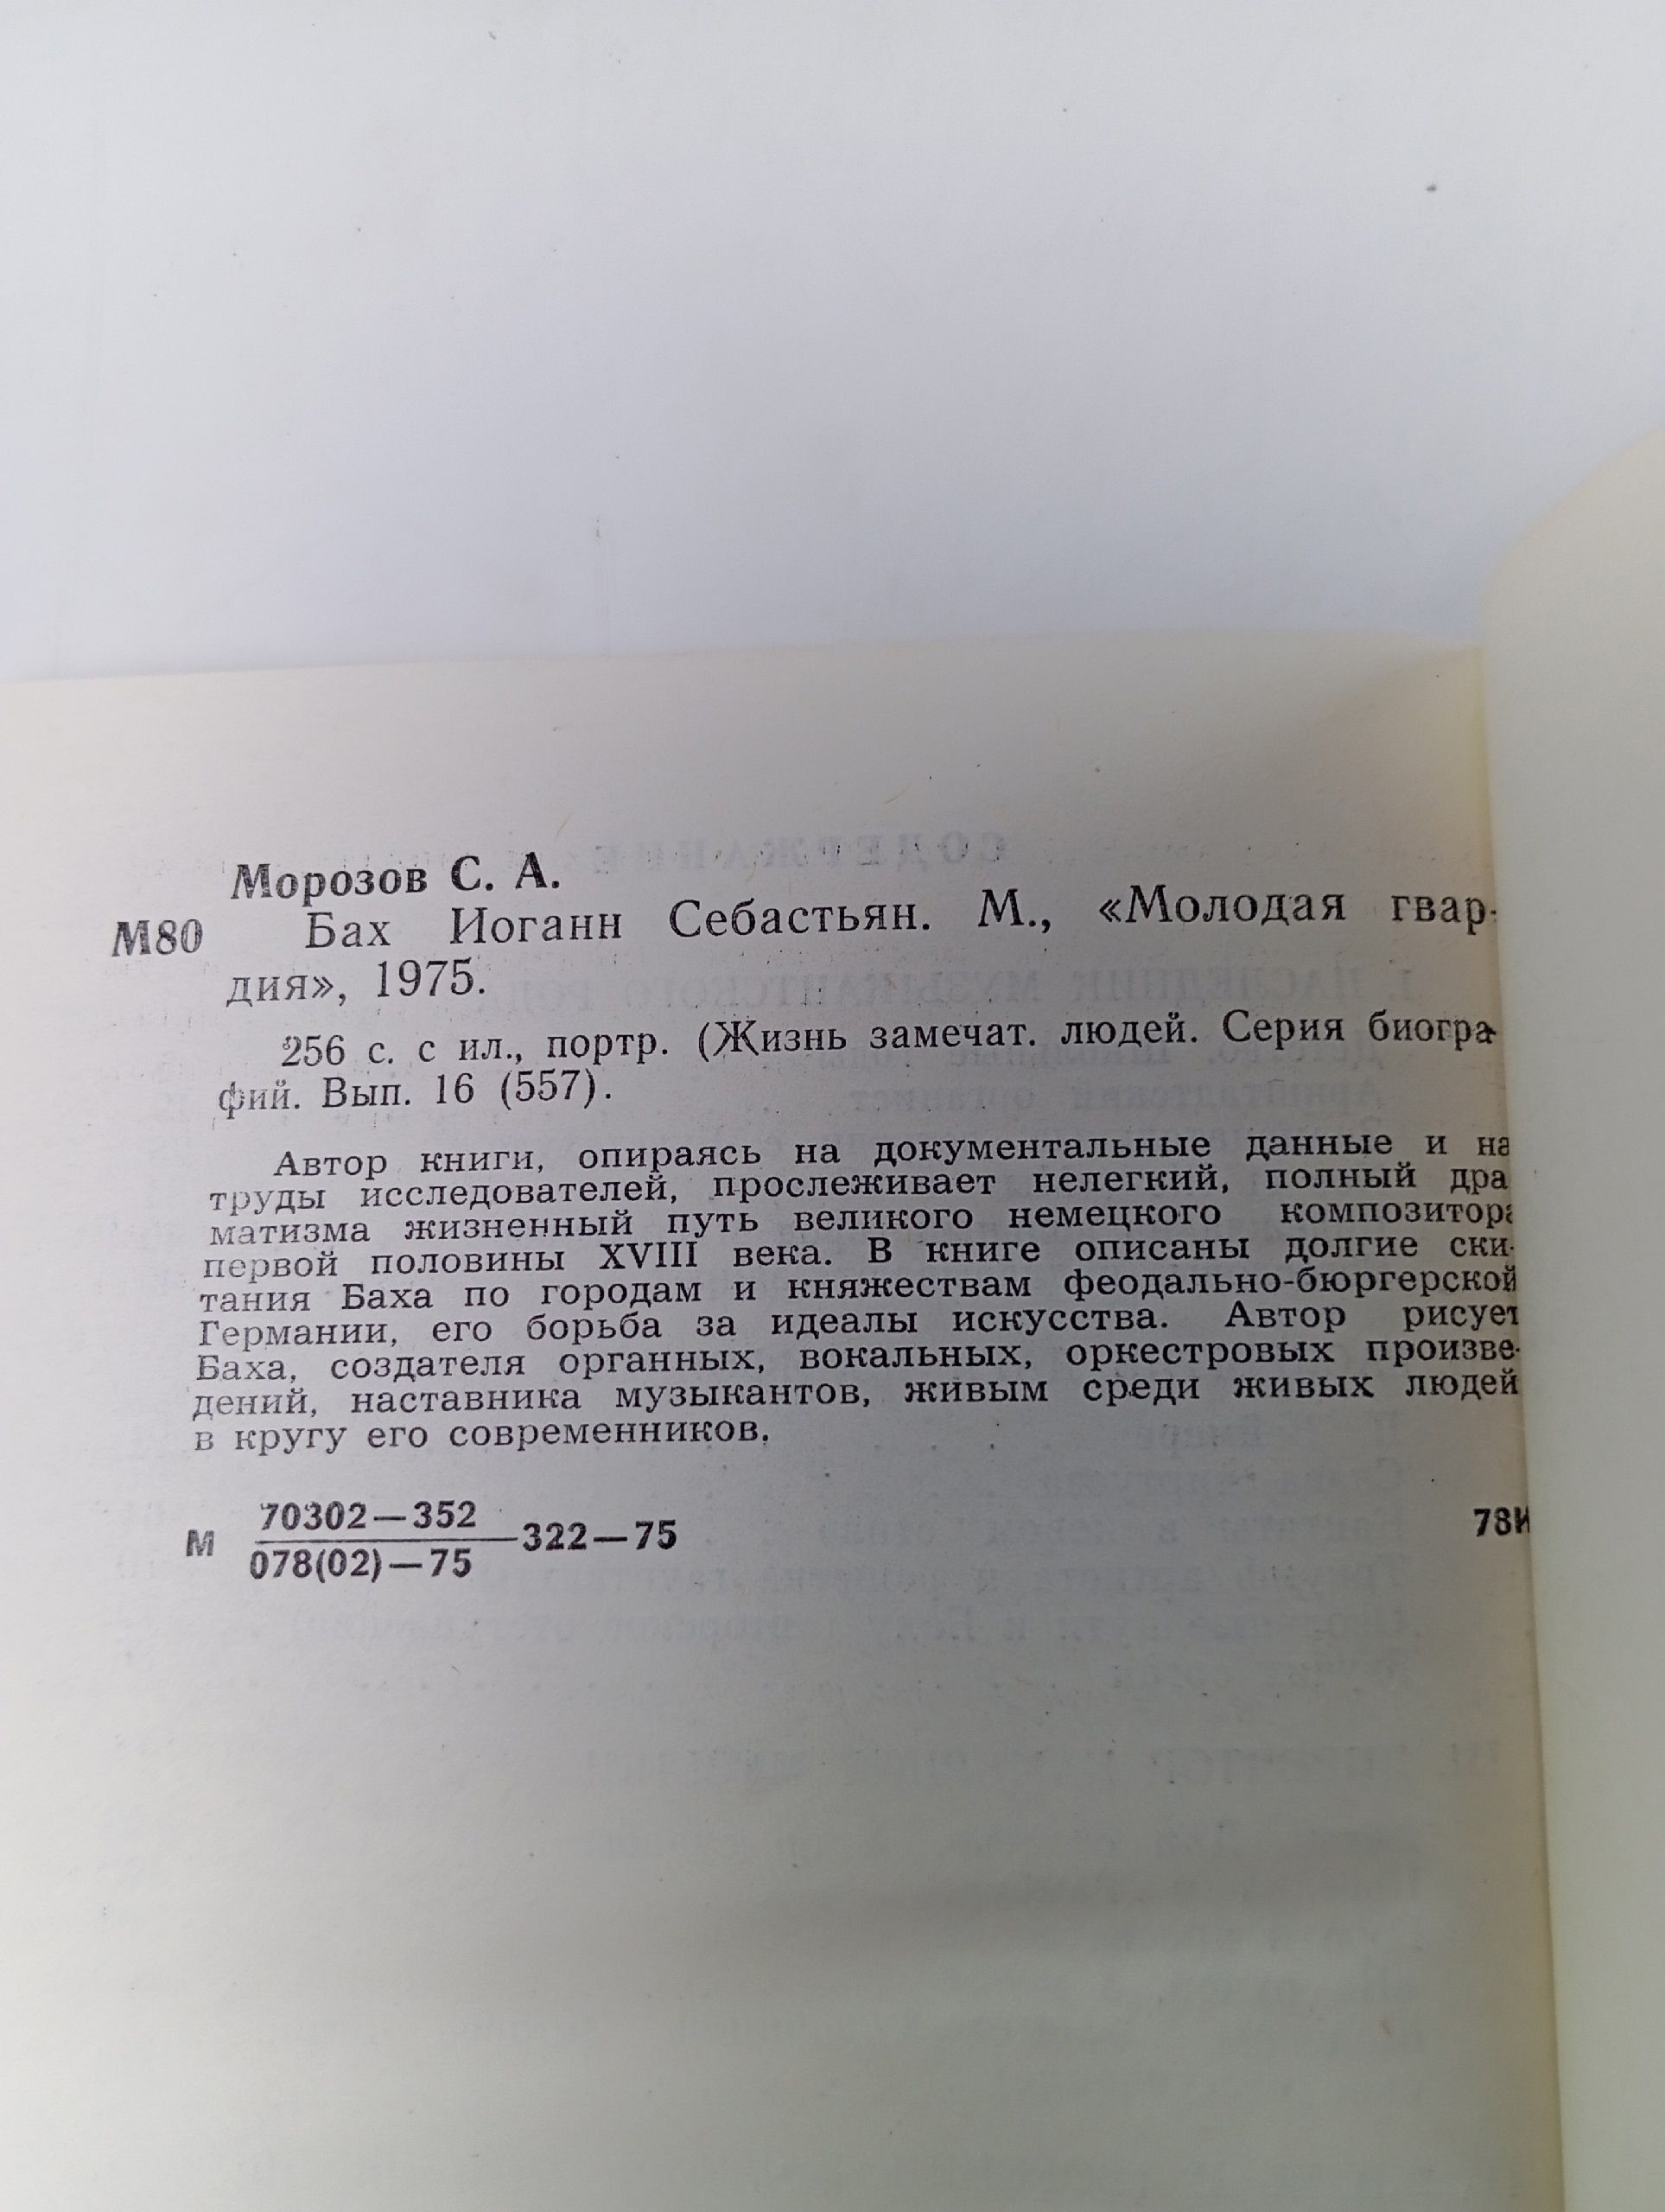 Морозов С. А.
М80 Бах Иоганн Себастьян. М., «Молодая гвар-
дия», 1975.
256 с. с ил., портр. (Жизнь замечат. людей. Серия биогра-
фий. Вып. 16 (557).
Автор книги, опираясь на документальные данные и на
труды исследователей, прослеживает нелегкий, полный дра
матизма жизненный путь великого немецкого композитора
первой половины XVIII века. В книге описаны долгие ски-
тания Баха по городам и княжествам феодально-бюргерской
Германии, его борьба за идеалы искусства. Автор рисует
Баха, создателя органных, вокальных, оркестровых произве-
дений, наставника музыкантов, живым среди живых людей
в кругу его современников.
70302—352
М ―322—75 78И
078(02)—75
СОДЕРЖАНИЕ